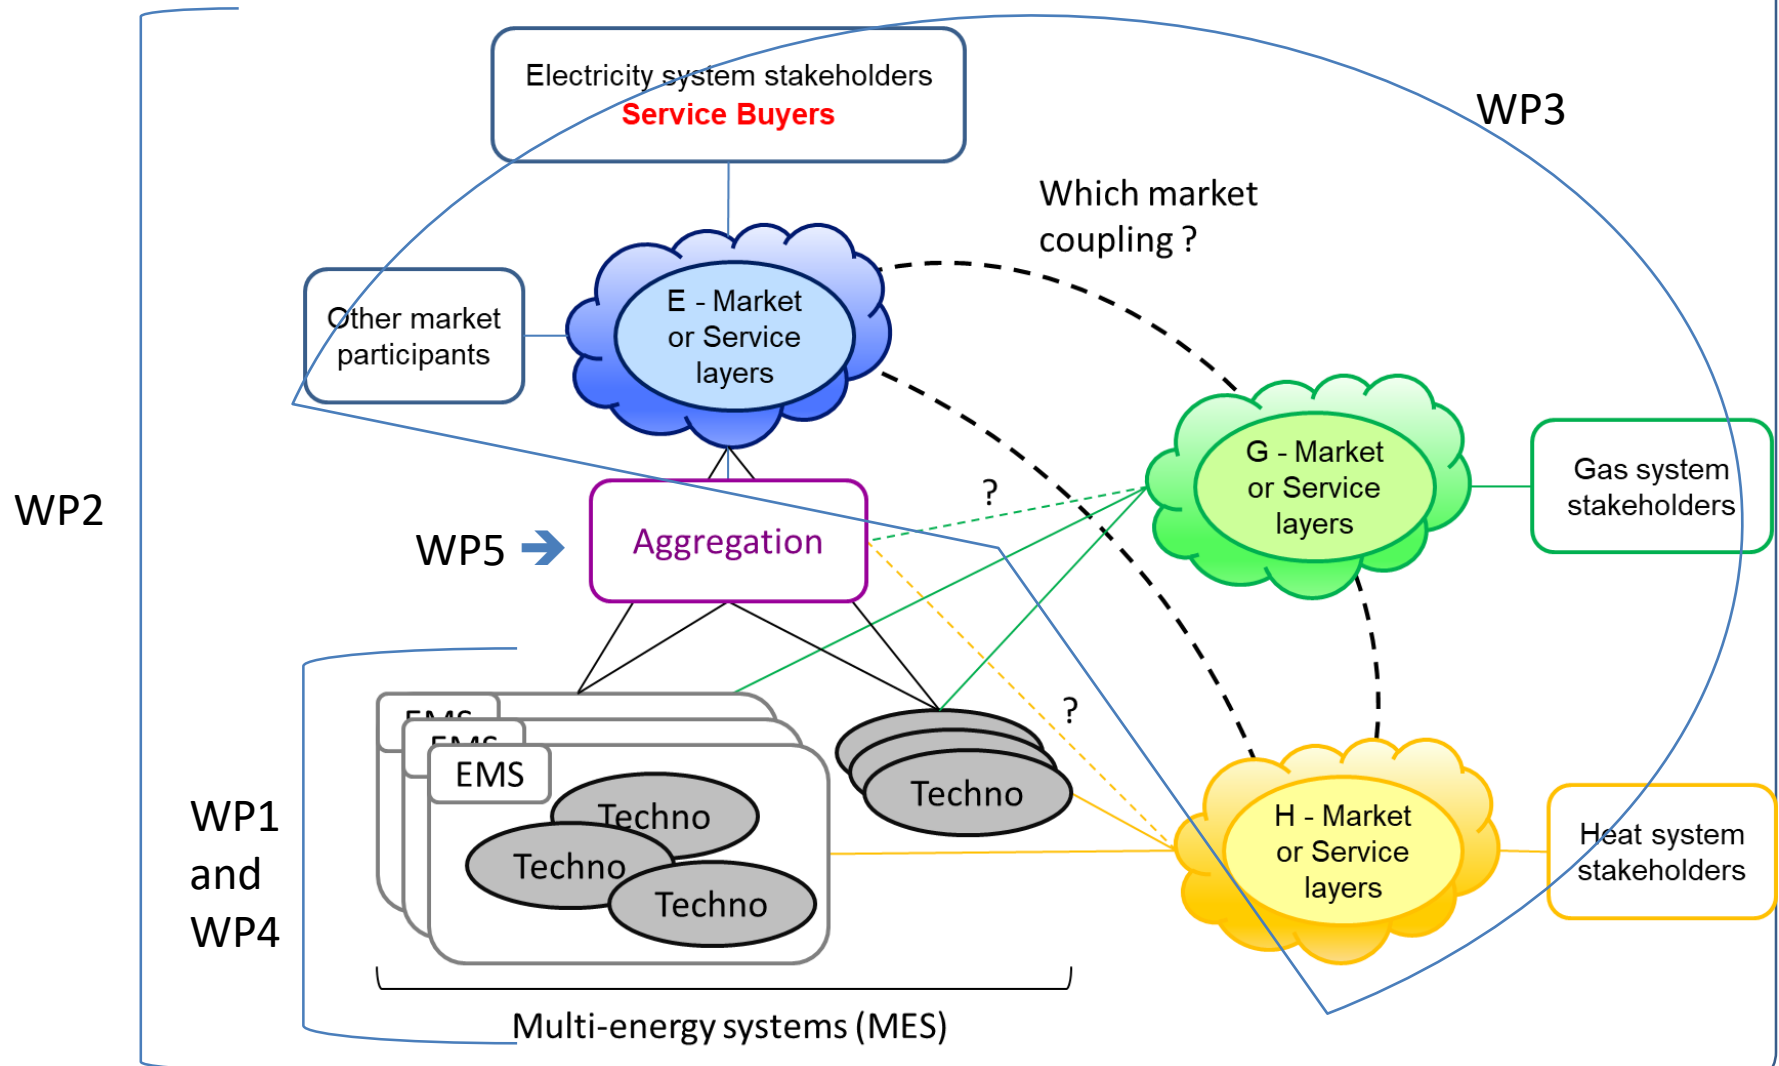 Electricity system stakeholders
Service Buyers
WP3
Which market
coupling ?
Other market
participants
E - Market
or Service
layers
G - Market
or Service
layers
Gas system
stakeholders
WP2
?
WP5
Aggregation
?
EMS
EMS
EMS
Techno
Techno
Techno
Techno
WP1
and
WP4
H - Market
or Service
layers
Heat system
stakeholders
Multi-energy systems (MES)